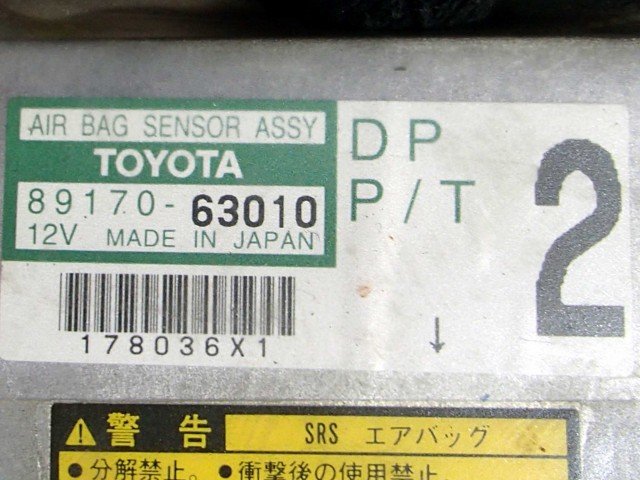 AIR BAG SENSOR ASSY
TOYOTA
89170-63010
12V MADE IN JAPAN
DP
P/T
2
↓
178036X1
⚠警告
SRS エアバッグ
●分解禁止。 ●衝撃後の使用禁止。